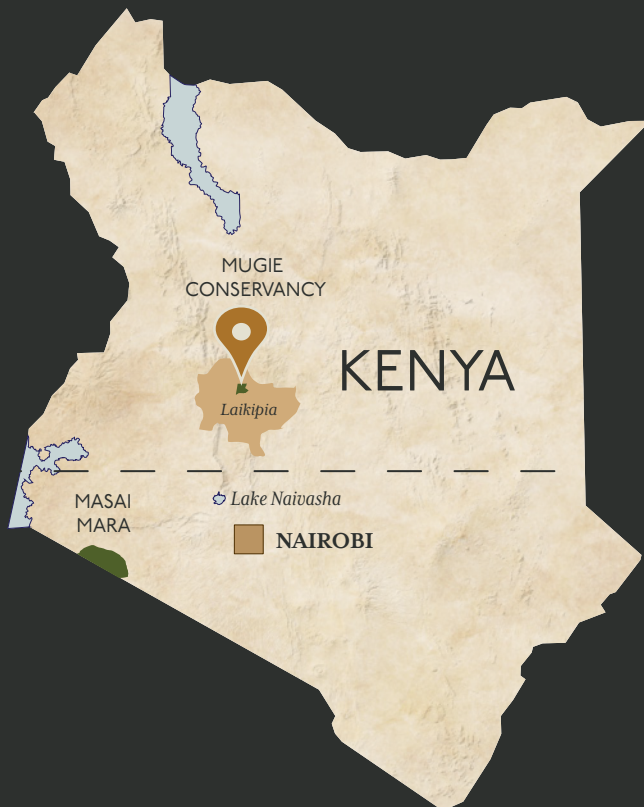 MUGIE
CONSERVANCY
KENYA
Laikipia
Lake Naivasha
MASAI
MARA
NAIROBI